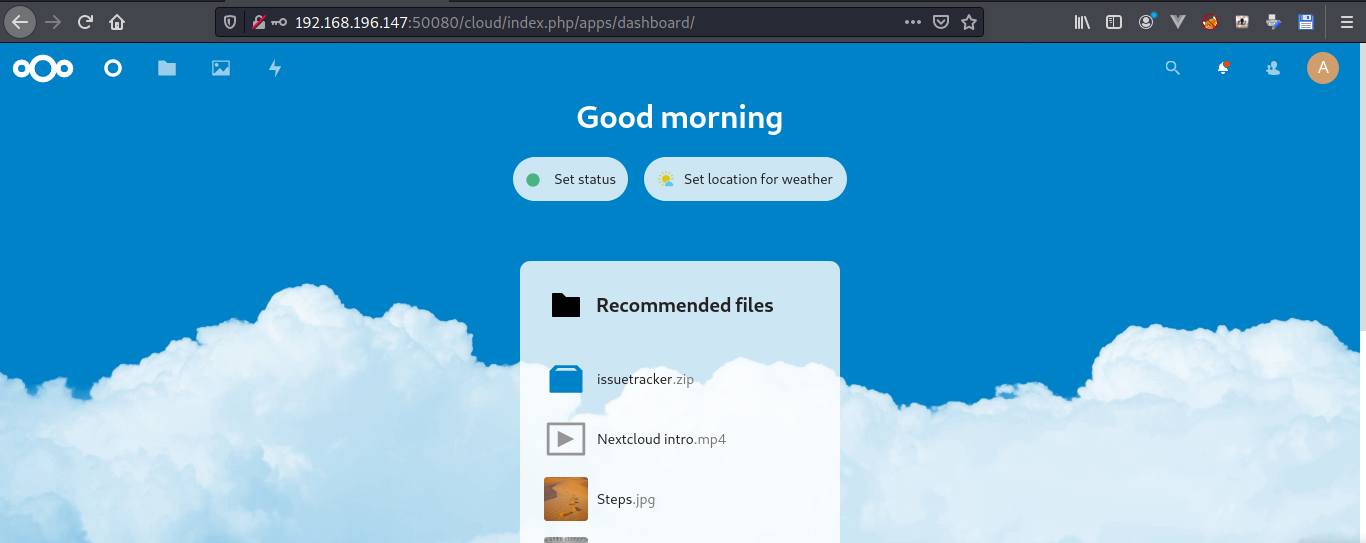 192.168.196.147:50080/cloud/index.php/apps/dashboard/
A
Good morning
Set status
Set location for weather
Recommended files
issuetracker.zip
Nextcloud intro.mp4
Steps.jpg